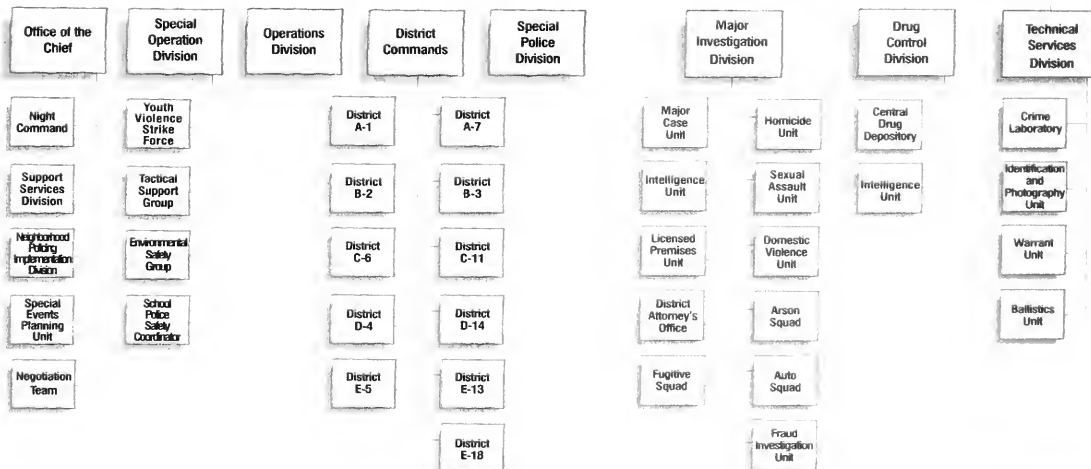 Office of the
Chief
Special
Operation
Division
Operations
Division
District
Commands
Special
Police
Division
Major
Investigation
Division
Drug
Control
Division
Technical
Services
Division
Night
Command
Support
Services
Division
Neighborhood
Policing
Implementation
Division
Special
Events
Planning
Unit
Negotiation
Team
Youth
Violence
Strike
Force
Tactical
Support
Group
Environmental
Safety
Group
School
Police
Safety
Coordinator
District
A-1
District
B-2
District
C-6
District
D-4
District
E-5
District
A-7
District
B-3
District
C-11
District
D-14
District
E-13
District
E-18
Major
Case
Unit
Intelligence
Unit
Licensed
Premises
Unit
District
Attorney's
Office
Fugitive
Squad
Homicide
Unit
Sexual
Assault
Unit
Domestic
Violence
Unit
Arson
Squad
Auto
Squad
Fraud
Investigation
Unit
Central
Drug
Depository
Intelligence
Unit
Crime
Laboratory
Identification
and
Photography
Unit
Warrant
Unit
Ballistics
Unit